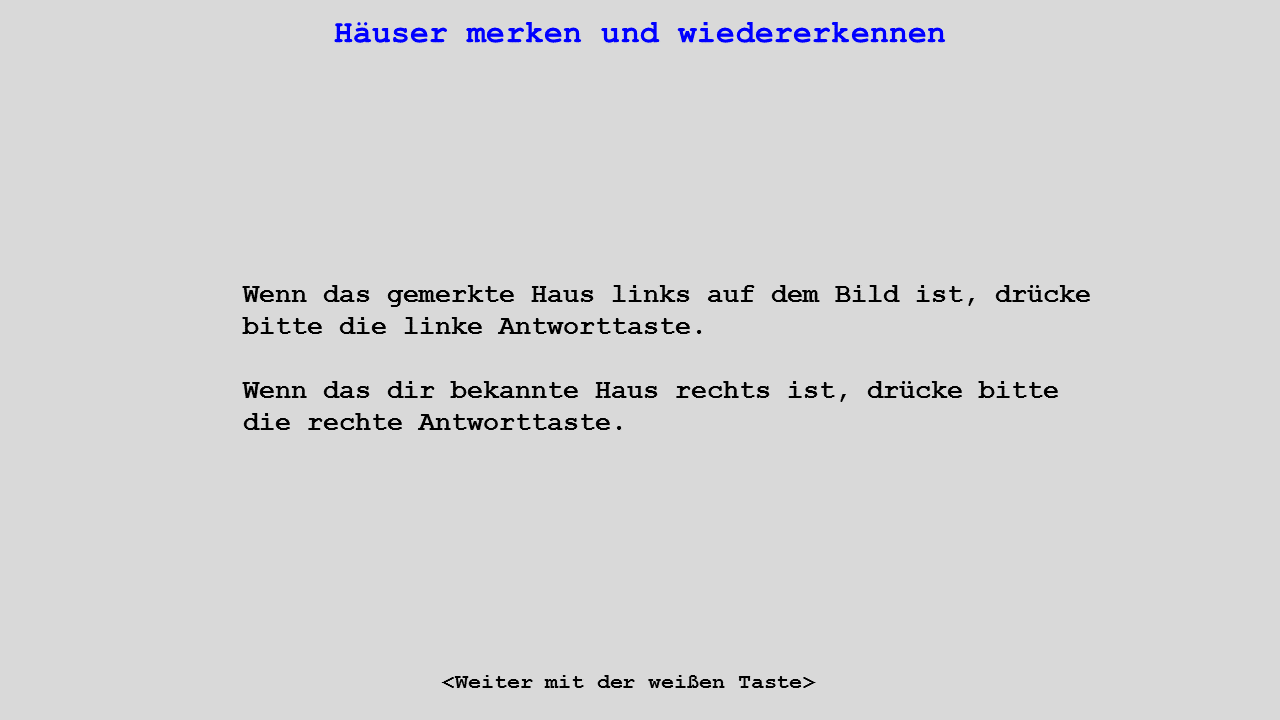 Häuser merken und wiedererkennen
Wenn das gemerkte Haus links auf dem Bild ist, drücke
bitte die linke Antworttaste.
Wenn das dir bekannte Haus rechts ist, drücke bitte
die rechte Antworttaste.
<Weiter mit der weißen Taste>